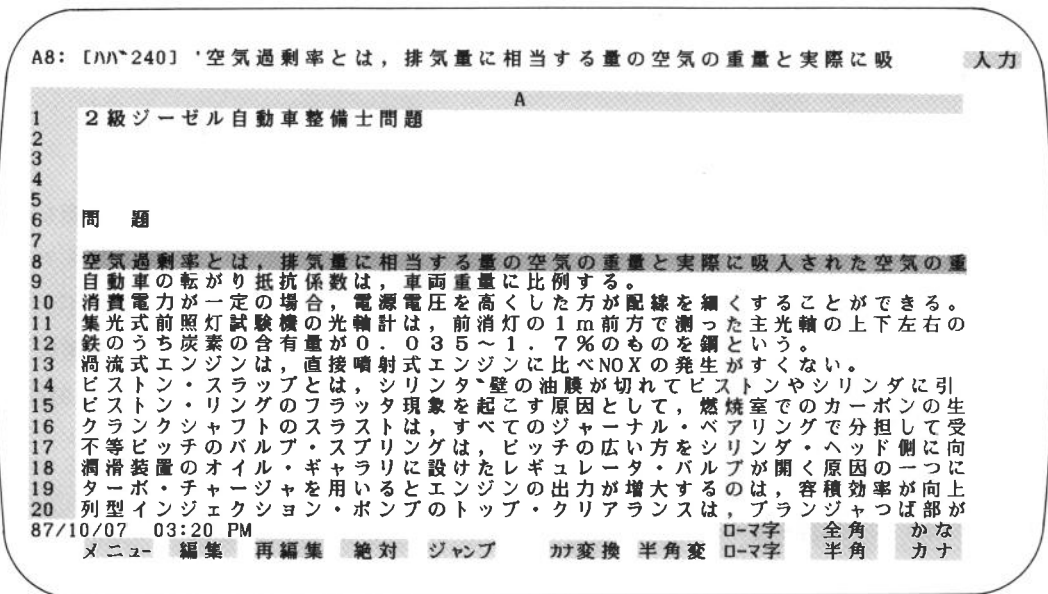 A8: [ﾊﾊﾞ240] '空気過剰率とは，排気量に相当する量の空気の重量と実際に吸 入力
A
1 ２級ジーゼル自動車整備士問題
2
3
4
5
6 問　題
7
8 空気過剰率とは，排気量に相当する量の空気の重量と実際に吸入された空気の重
9 自動車の転がり抵抗係数は，車両重量に比例する。
10 消費電力が一定の場合，電源電圧を高くした方が配線を細くすることができる。
11 集光式前照灯試験機の光軸計は，前消灯の１ｍ前方で測った主光軸の上下左右の
12 鉄のうち炭素の含有量が０．０３５～１．７％のものを鋼という。
13 渦流式エンジンは，直接噴射式エンジンに比べNOXの発生がすくない。
14 ピストン・スラップとは，シリンタﾞ壁の油膜が切れてピストンやシリンダに引
15 ピストン・リングのフラッタ現象を起こす原因として，燃焼室でのカーボンの生
16 クランクシャフトのスラストは，すべてのジャーナル・ベアリングで分担して受
17 不等ピッチのバルブ・スプリングは，ピッチの広い方をシリンダ・ヘッド側に向
18 潤滑装置のオイル・ギャラリに設けたレギュレータ・バルブが開く原因の一つに
19 ターボ・チャージャを用いるとエンジンの出力が増大するのは，容積効率が向上
20 列型インジェクション・ポンプのトップ・クリアランスは，プランジャつば部が
87/10/07 03:20 PM ﾛｰﾏ字 全角 かな
メニュー 編集 再編集 絶対 ジャンプ ｶﾅ変換 半角変 ﾛｰﾏ字 半角 カナ